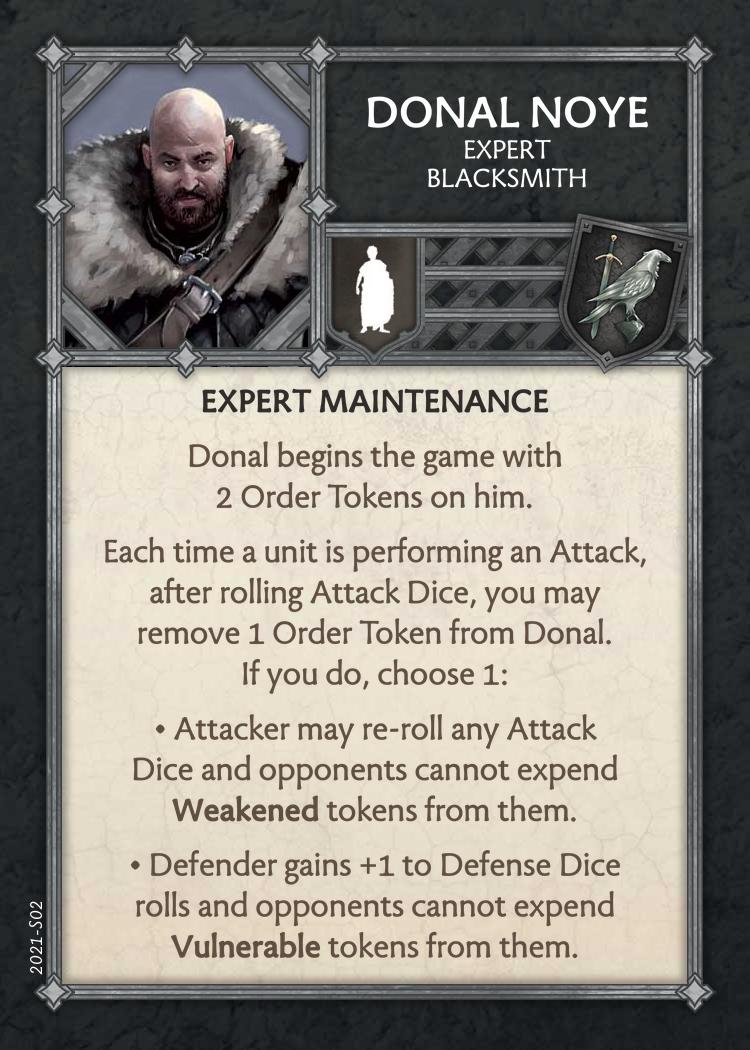 DONAL NOYE
EXPERT
BLACKSMITH
EXPERT MAINTENANCE
Donal begins the game with
2 Order Tokens on him.
Each time a unit is performing an Attack,
after rolling Attack Dice, you may
remove 1 Order Token from Donal.
If you do, choose 1:
• Attacker may re-roll any Attack
Dice and opponents cannot expend
Weakened tokens from them.
• Defender gains +1 to Defense Dice
rolls and opponents cannot expend
Vulnerable tokens from them.
2021-S02